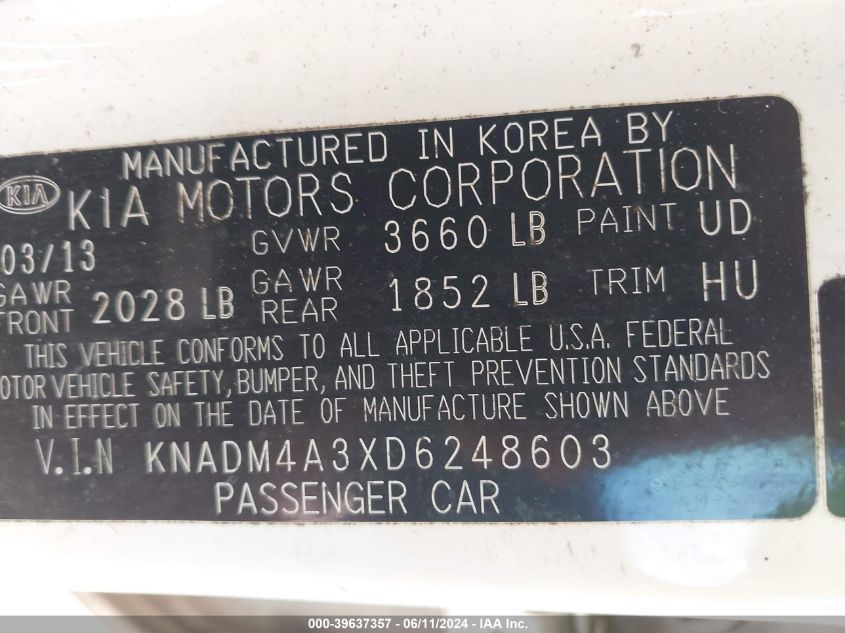 MANUFACTURED IN KOREA BY
KIA KIA MOTORS CORPORATION
03/13 GVWR 3660 LB PAINT UD
GAWR FRONT 2028 LB GAWR REAR 1852 LB TRIM HU
THIS VEHICLE CONFORMS TO ALL APPLICABLE U.S.A. FEDERAL
OTOR VEHICLE SAFETY, BUMPER, AND THEFT PREVENTION STANDARDS
IN EFFECT ON THE DATE OF MANUFACTURE SHOWN ABOVE
V.I.N KNADM4A3XD6248603
PASSENGER CAR
000-39637357 - 06/11/2024 - IAA Inc.